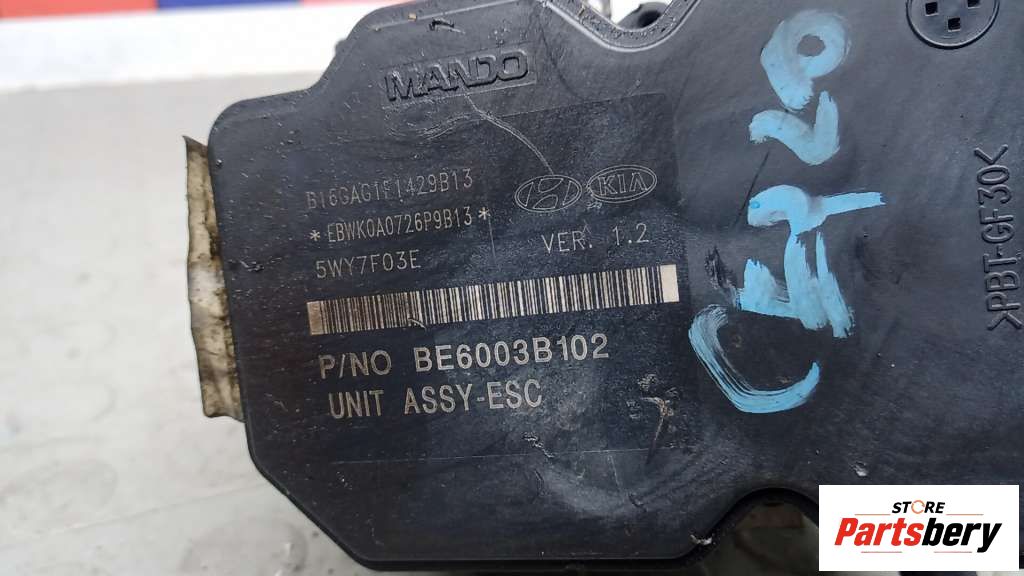 MANDO
B16GAG1F1429B13
*EBWK0A0726P9B13*
5WY7F03E
KIA
VER. 1.2
P/NO BE6003B102
UNIT ASSY-ESC
>PBT-GF30<
STORE
Partsbery